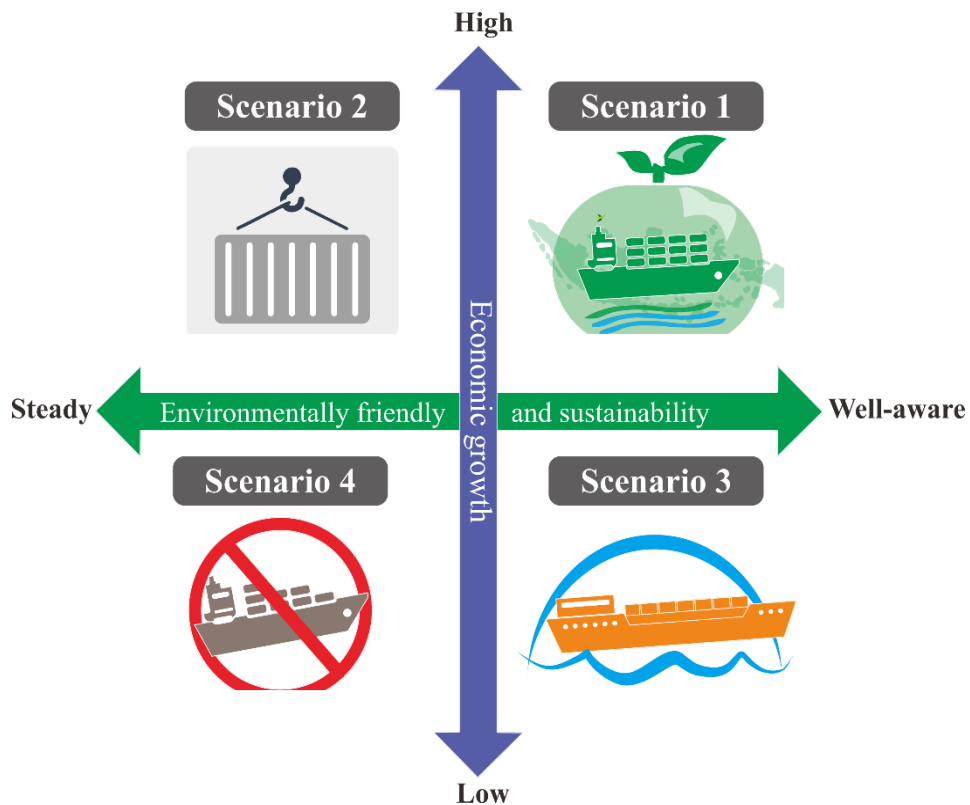 High
Scenario 2
Scenario 1
Economic growth
Steady
Environmentally friendly and sustainability
Well-aware
Scenario 4
Scenario 3
Low